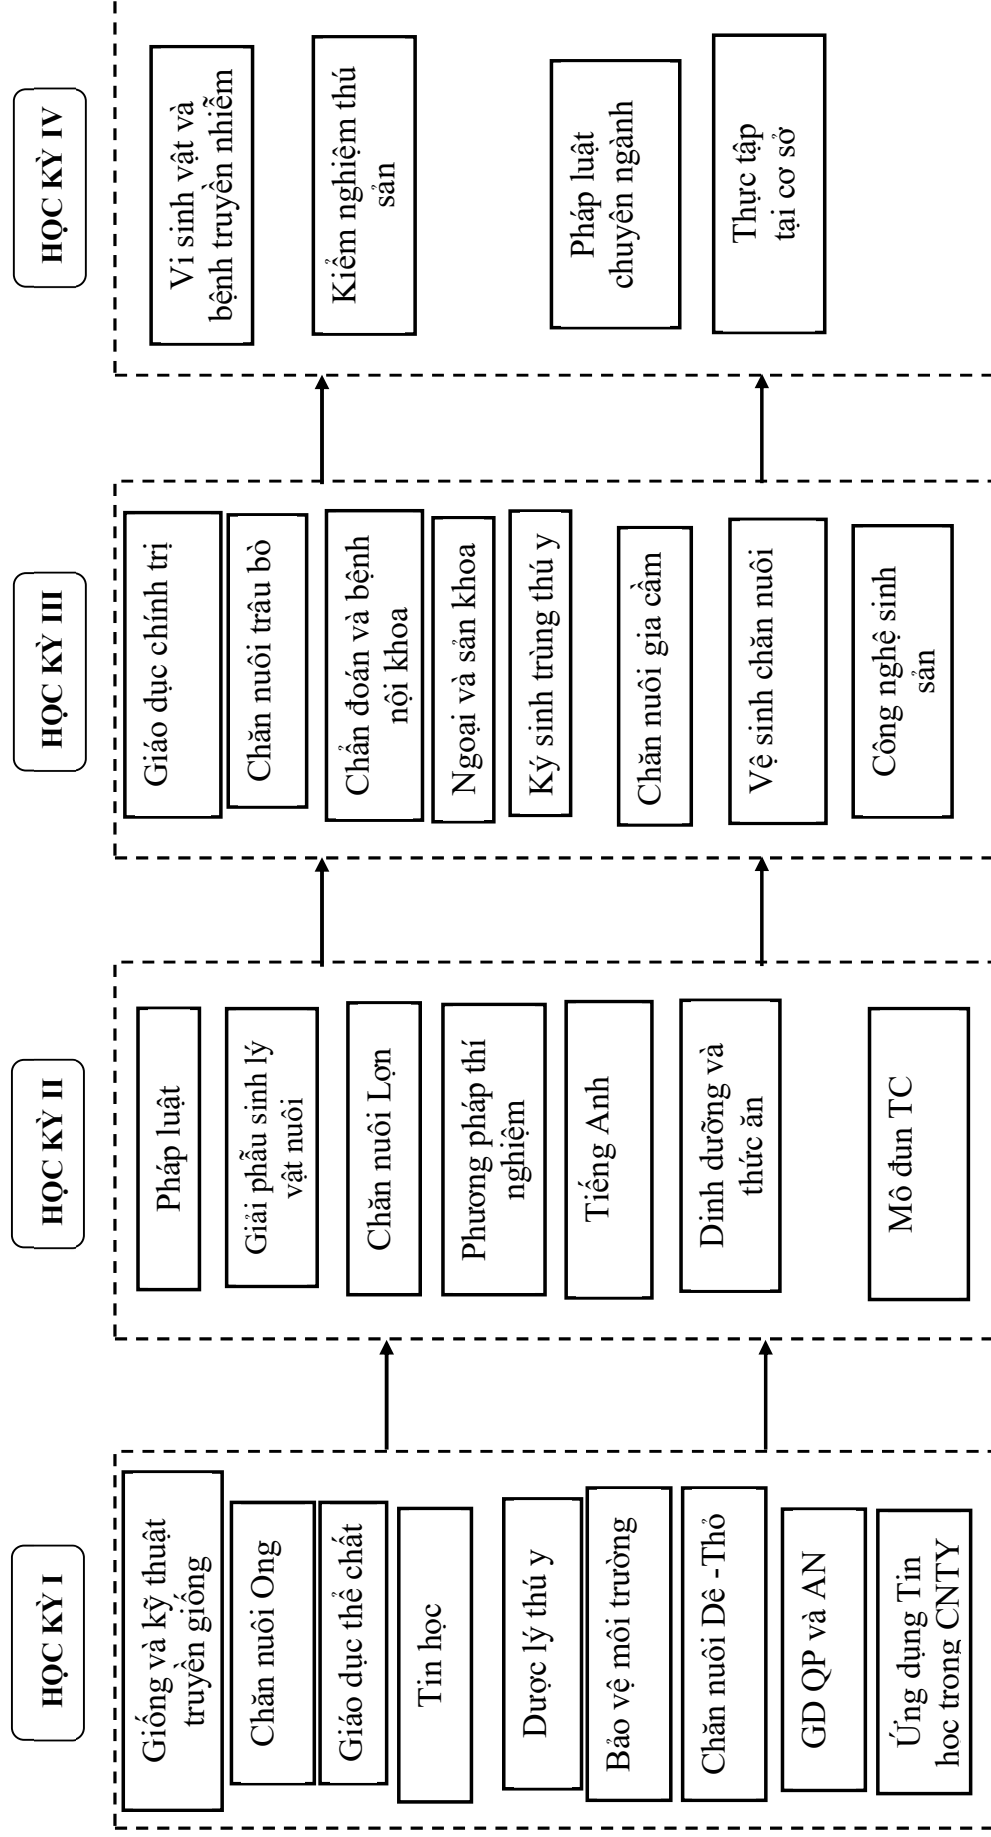 HỌC KỲ I
Giống và kỹ thuật
truyền giống
Chăn nuôi Ong
Giáo dục thể chất
Tin học
Dược lý thú y
Bảo vệ môi trường
Chăn nuôi Dê -Thỏ
GD QP và AN
Ứng dụng Tin
học trong CNTY
HỌC KỲ II
Pháp luật
Giải phẫu sinh lý
vật nuôi
Chăn nuôi Lợn
Phương pháp thí
nghiệm
Tiếng Anh
Dinh dưỡng và
thức ăn
Mô đun TC
HỌC KỲ III
Giáo dục chính trị
Chăn nuôi trâu bò
Chẩn đoán và bệnh
nội khoa
Ngoại và sản khoa
Ký sinh trùng thú y
Chăn nuôi gia cầm
Vệ sinh chăn nuôi
Công nghệ sinh
sản
HỌC KỲ IV
Vi sinh vật và
bệnh truyền nhiễm
Kiểm nghiệm thú
sản
Pháp luật
chuyên ngành
Thực tập
tại cơ sở